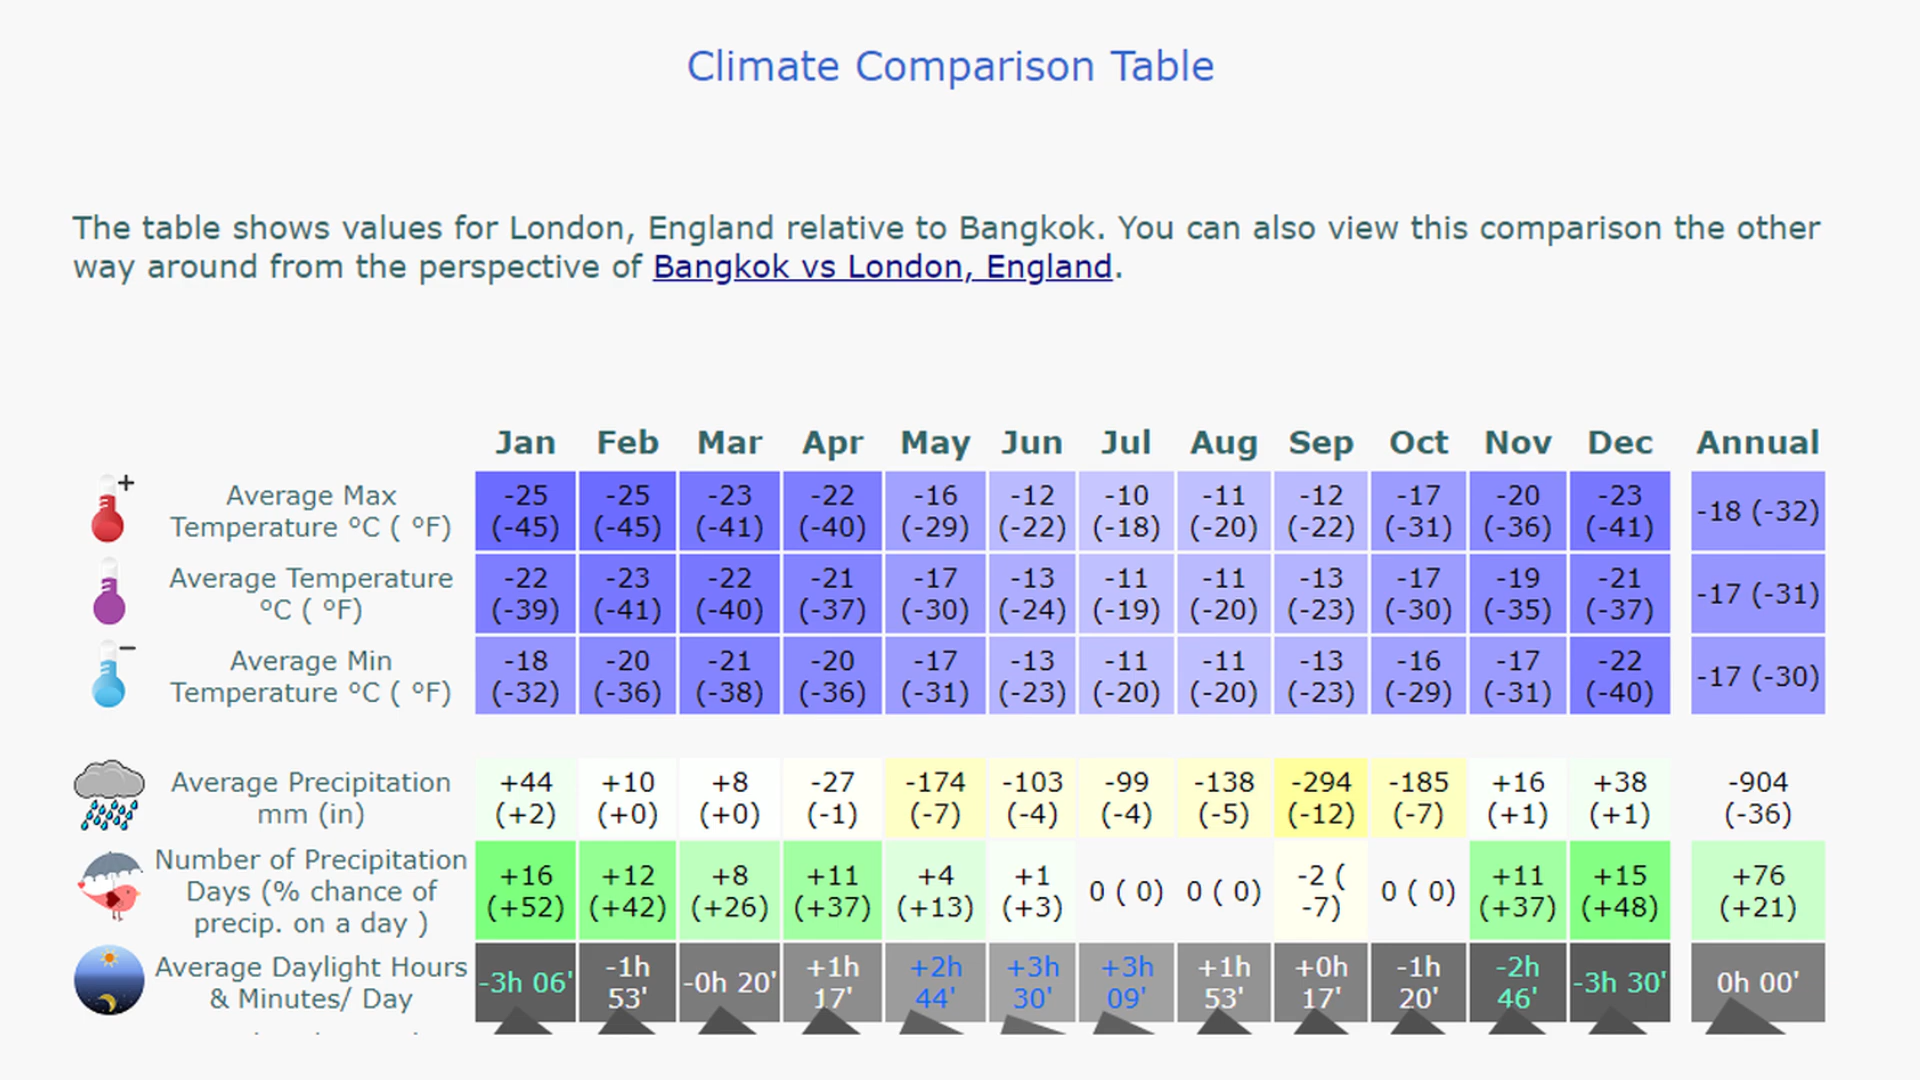 Climate Comparison Table
The table shows values for London, England relative to Bangkok. You can also view this comparison the other
way around from the perspective of Bangkok vs London, England.
Jan Feb Mar Apr May Jun Jul Aug Sep Oct Nov Dec Annual
Average Max
Temperature ºC ( ºF)
-25 (-45) -25 (-45) -23 (-41) -22 (-40) -16 (-29) -12 (-22) -10 (-18) -11 (-20) -12 (-22) -17 (-31) -20 (-36) -23 (-41) -18 (-32)
Average Temperature
ºC ( ºF)
-22 (-39) -23 (-41) -22 (-40) -21 (-37) -17 (-30) -13 (-24) -11 (-19) -11 (-20) -13 (-23) -17 (-30) -19 (-35) -21 (-37) -17 (-31)
Average Min
Temperature ºC ( ºF)
-18 (-32) -20 (-36) -21 (-38) -20 (-36) -17 (-31) -13 (-23) -11 (-20) -11 (-20) -13 (-23) -16 (-29) -17 (-31) -22 (-40) -17 (-30)
Average Precipitation
mm (in)
+44 (+2) +10 (+0) +8 (+0) -27 (-1) -174 (-7) -103 (-4) -99 (-4) -138 (-5) -294 (-12) -185 (-7) +16 (+1) +38 (+1) -904 (-36)
Number of Precipitation
Days (% chance of
precip. on a day )
+16 (+52) +12 (+42) +8 (+26) +11 (+37) +4 (+13) +1 (+3) 0 ( 0) 0 ( 0) -2 ( -7) 0 ( 0) +11 (+37) +15 (+48) +76 (+21)
Average Daylight Hours
& Minutes/ Day
-3h 06' -1h 53' -0h 20' +1h 17' +2h 44' +3h 30' +3h 09' +1h 53' +0h 17' -1h 20' -2h 46' -3h 30' 0h 00'